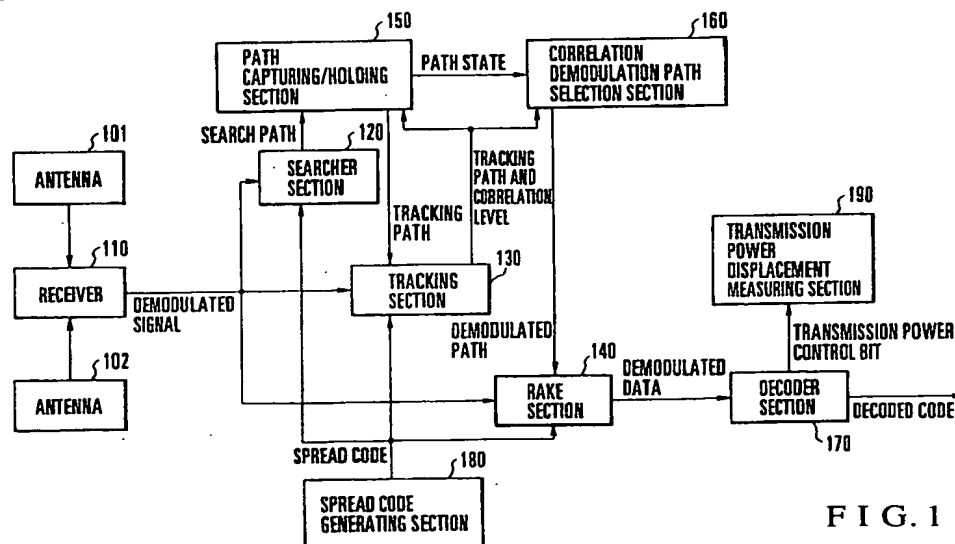 150
160
PATH
CAPTURING/HOLDING
SECTION
PATH STATE
CORRELATION
DEMODULATION PATH
SELECTION SECTION
101
SEARCH PATH
120
ANTENNA
SEARCHER
SECTION
TRACKING
PATH AND
CORRELATION
LEVEL
190
TRANSMISSION
POWER
DISPLACEMENT
MEASURING SECTION
110
TRACKING
PATH
130
RECEIVER
DEMODULATED
SIGNAL
TRACKING
SECTION
DEMODULATED
PATH
TRANSMISSION POWER
CONTROL BIT
102
140
DEMODULATED
DATA
ANTENNA
RAKE
SECTION
DECODER
SECTION
DECODED CODE
170
SPREAD CODE
180
SPREAD CODE
GENERATING SECTION
F I G. 1